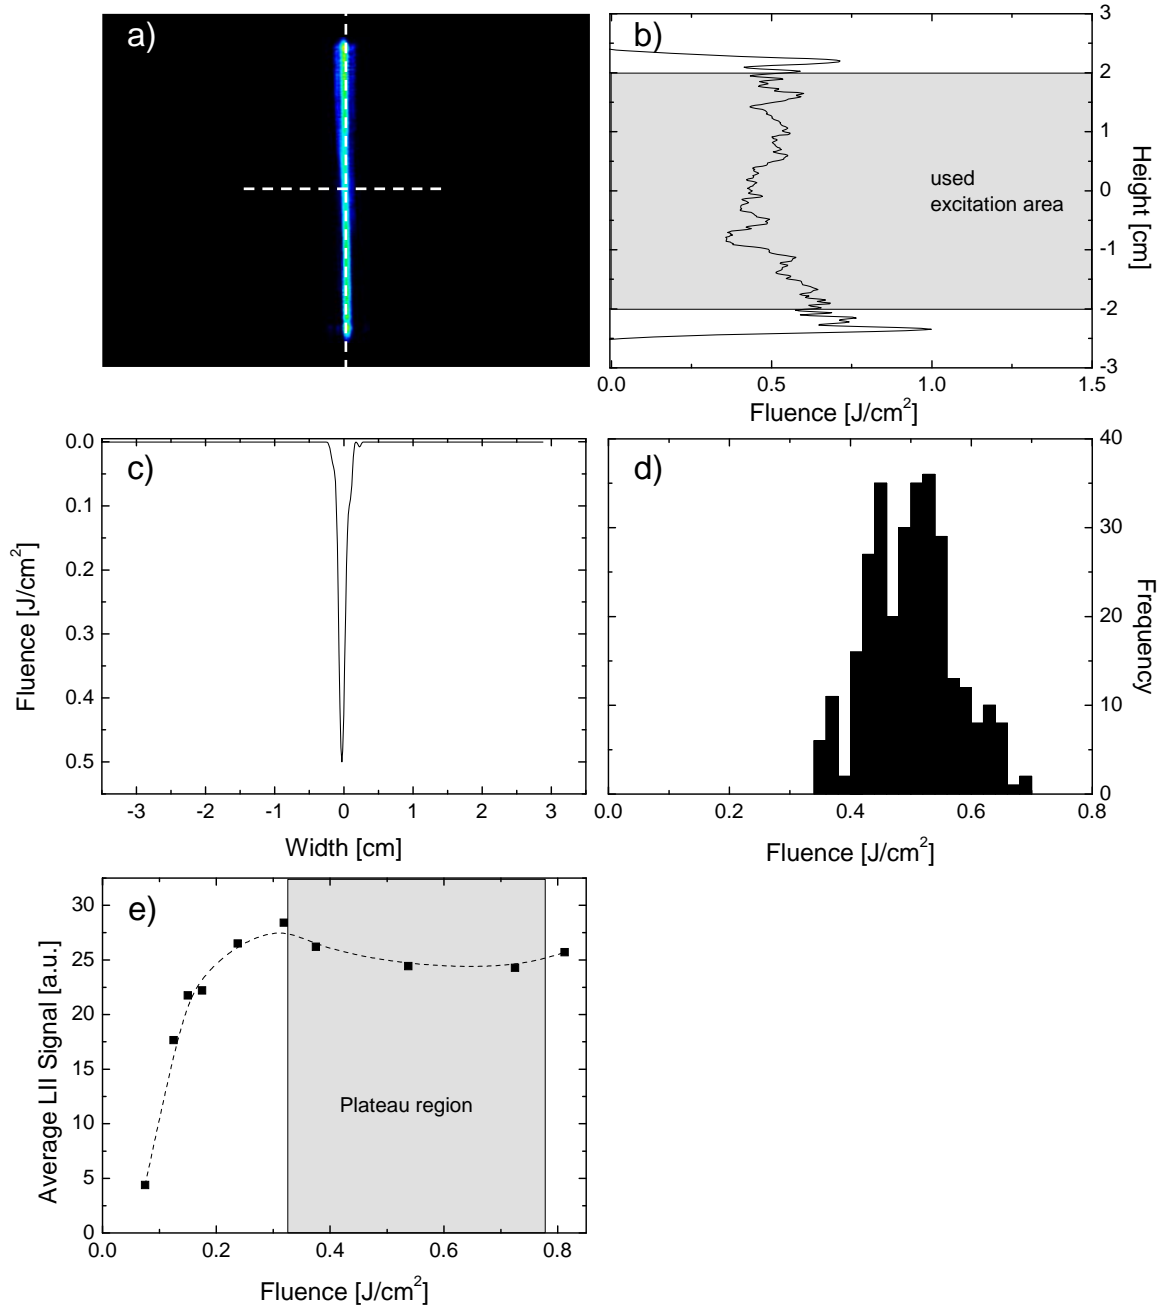 a)
b)
3
2
1
0
-1
-2
-3
Height [cm]
used
excitation area
0.0
0.5
1.0
1.5
Fluence [J/cm²]
c)
0.0
0.1
0.2
0.3
0.4
0.5
Fluence [J/cm²]
-3
-2
-1
0
1
2
3
Width [cm]
d)
40
30
20
10
0
Frequency
0.0
0.2
0.4
0.6
0.8
Fluence [J/cm²]
e)
30
25
20
15
10
5
0
Average LII Signal [a.u.]
Plateau region
0.0
0.2
0.4
0.6
0.8
Fluence [J/cm²]